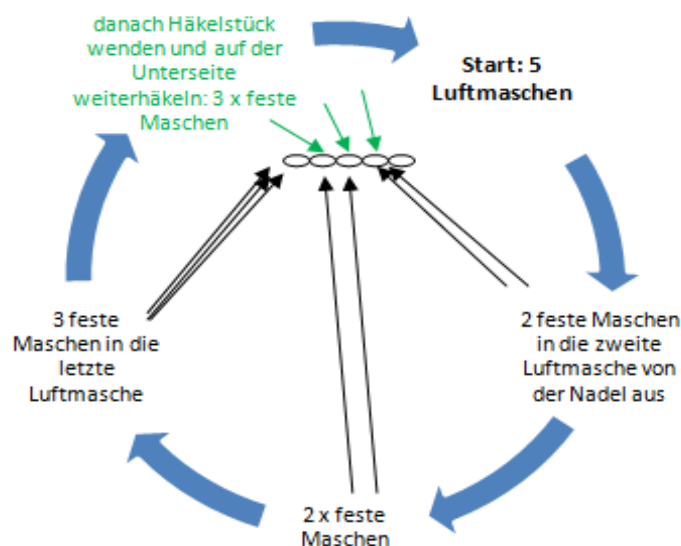 Start: 5
Luftmaschen
2 feste Maschen
in die zweite
Luftmasche von
der Nadel aus
2 x feste
Maschen
3 feste
Maschen in die
letzte
Luftmasche
danach Häkelstück
wenden und auf der
Unterseite
weiterhäkeln: 3 x feste
Maschen